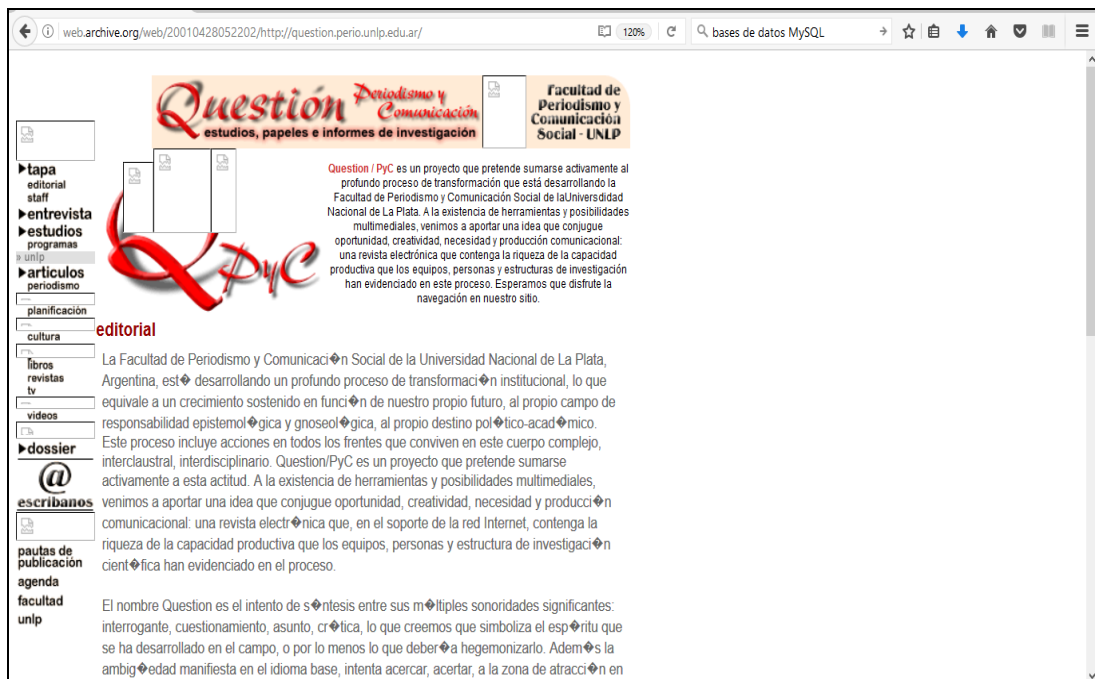 web.archive.org/web/20010428052202/http://question.perio.unlp.edu.ar/
120%
bases de datos MySQL
Questión Periodismo y
Comunicación
estudios, papeles e informes de investigación
Facultad de
Periodismo y
Comunicación
Social - UNLP
tapa
editorial
staff
entrevista
estudios
programas
» unlp
articulos
periodismo
planificación
cultura
libros
revistas
tv
videos
dossier
@
escribanos
pautas de
publicación
agenda
facultad
unlp
Q PyC
Question / PyC es un proyecto que pretende sumarse activamente al
profundo proceso de transformación que está desarrollando la
Facultad de Periodismo y Comunicación Social de laUniversdidad
Nacional de La Plata. A la existencia de herramientas y posibilidades
multimediales, venimos a aportar una idea que conjugue
oportunidad, creatividad, necesidad y producción comunicacional:
una revista electrónica que contenga la riqueza de la capacidad
productiva que los equipos, personas y estructuras de investigación
han evidenciado en este proceso. Esperamos que disfrute la
navegación en nuestro sitio.
editorial
La Facultad de Periodismo y Comunicaci�n Social de la Universidad Nacional de La Plata,
Argentina, est� desarrollando un profundo proceso de transformaci�n institucional, lo que
equivale a un crecimiento sostenido en funci�n de nuestro propio futuro, al propio campo de
responsabilidad epistemol�gica y gnoseol�gica, al propio destino pol�tico-acad�mico.
Este proceso incluye acciones en todos los frentes que conviven en este cuerpo complejo,
interclaustral, interdisciplinario. Question/PyC es un proyecto que pretende sumarse
activamente a esta actitud. A la existencia de herramientas y posibilidades multimediales,
venimos a aportar una idea que conjugue oportunidad, creatividad, necesidad y producci�n
comunicacional: una revista electr�nica que, en el soporte de la red Internet, contenga la
riqueza de la capacidad productiva que los equipos, personas y estructura de investigaci�n
cient�fica han evidenciado en el proceso.
El nombre Question es el intento de s�ntesis entre sus m�ltiples sonoridades significantes:
interrogante, cuestionamiento, asunto, cr�tica, lo que creemos que simboliza el esp�ritu que
se ha desarrollado en el campo, o por lo menos lo que deber�a hegemonizarlo. Adem�s la
ambig�edad manifiesta en el idioma base, intenta acercar, acertar, a la zona de atracci�n en